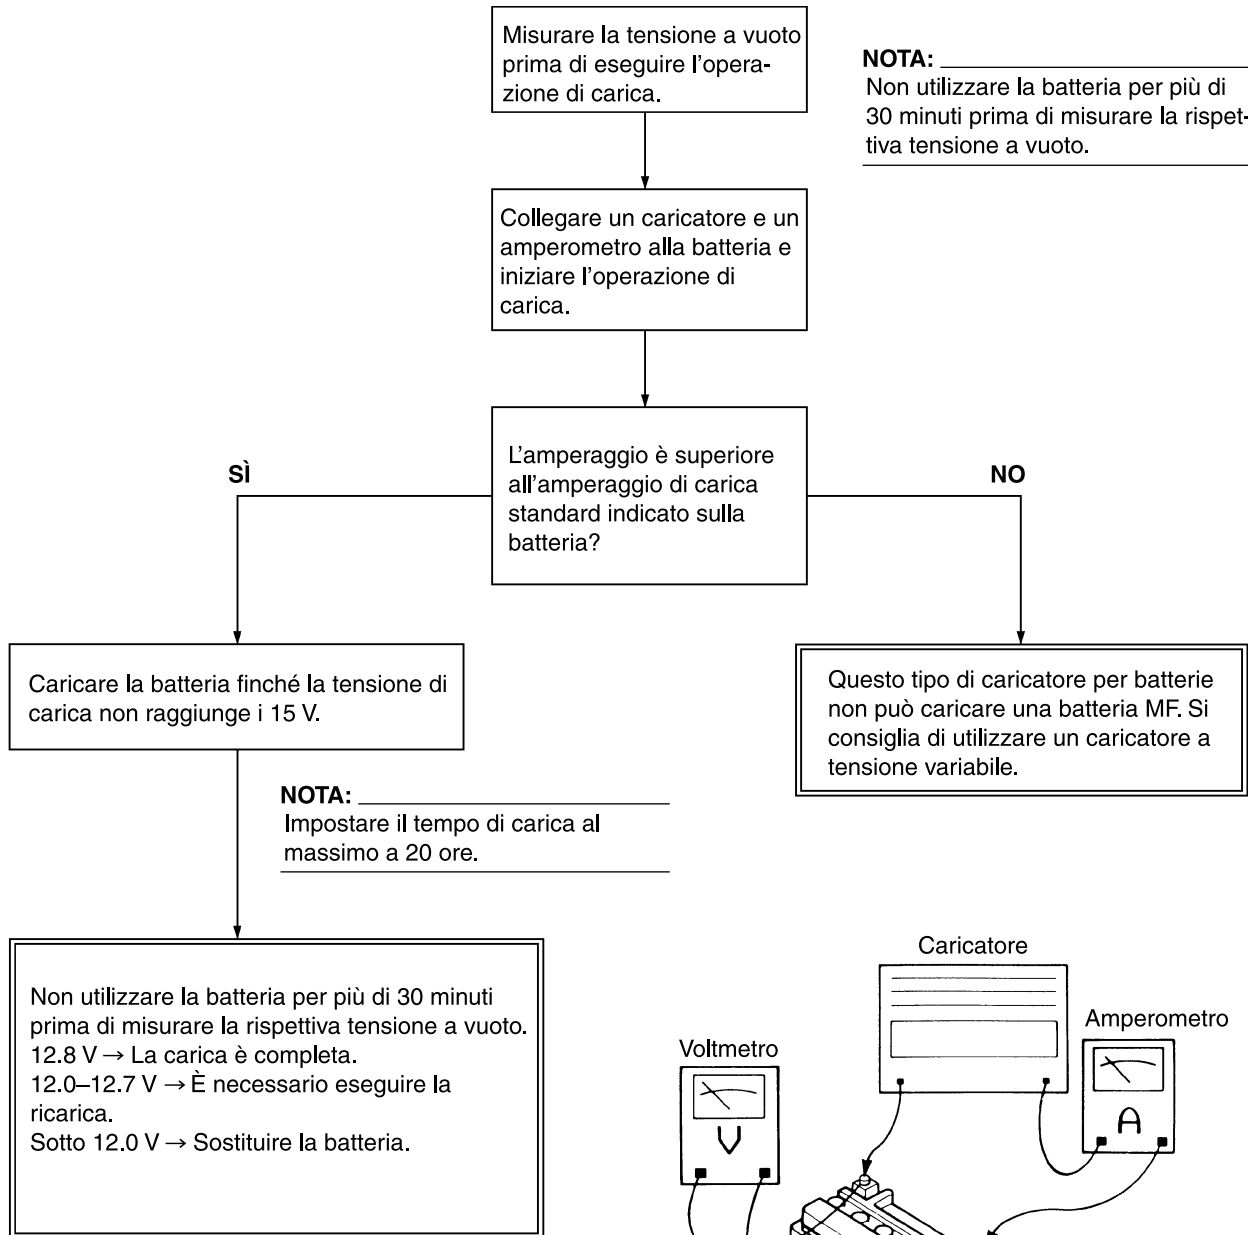 Misurare la tensione a vuoto
prima di eseguire l'opera-
zione di carica.
NOTA:
Non utilizzare la batteria per più di
30 minuti prima di misurare la rispet-
tiva tensione a vuoto.
Collegare un caricatore e un
amperometro alla batteria e
iniziare l'operazione di
carica.
L'amperaggio è superiore
all'amperaggio di carica
standard indicato sulla
batteria?
SÌ
NO
Caricare la batteria finché la tensione di
carica non raggiunge i 15 V.
Questo tipo di caricatore per batterie
non può caricare una batteria MF. Si
consiglia di utilizzare un caricatore a
tensione variabile.
NOTA:
Impostare il tempo di carica al
massimo a 20 ore.
Non utilizzare la batteria per più di 30 minuti
prima di misurare la rispettiva tensione a vuoto.
12.8 V → La carica è completa.
12.0–12.7 V → È necessario eseguire la
ricarica.
Sotto 12.0 V → Sostituire la batteria.
Caricatore
Amperometro
Voltmetro
V
A